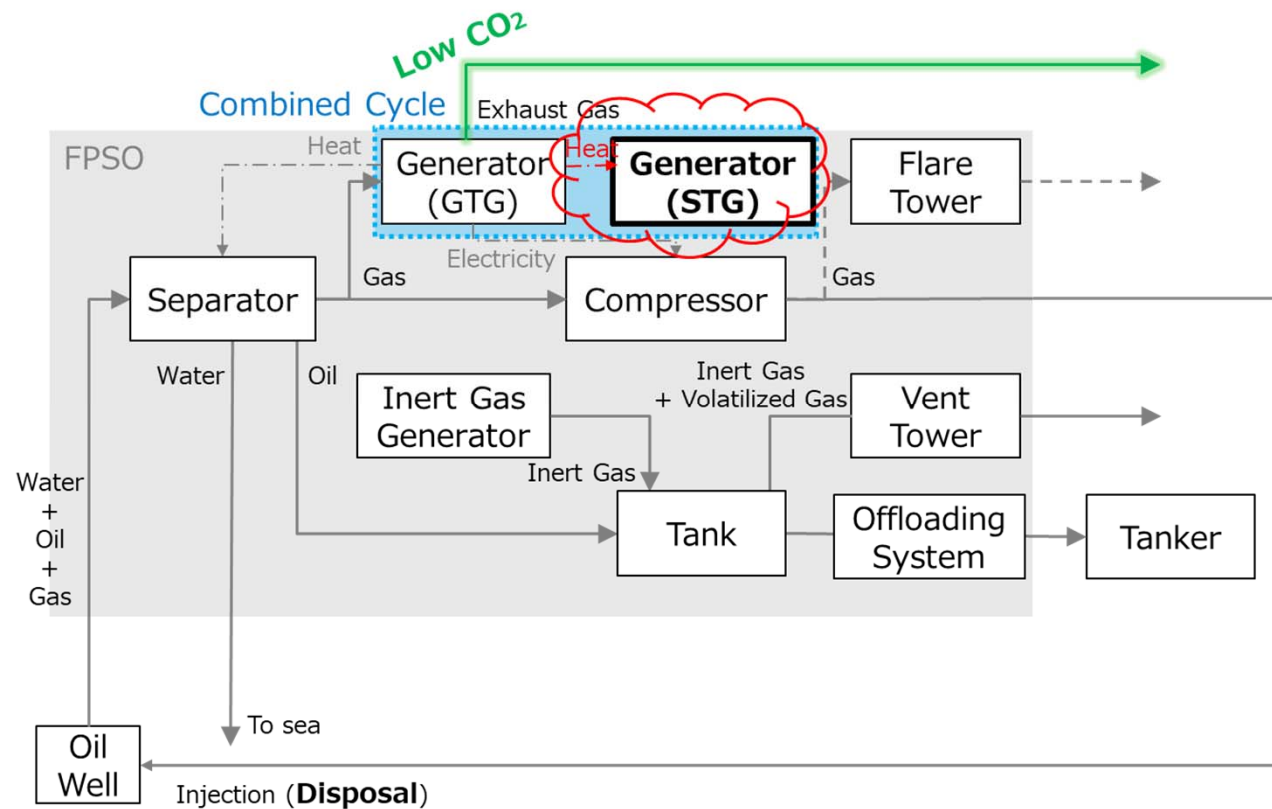 Low CO2
Combined Cycle
Exhaust Gas
FPSO
Heat
Generator
(GTG)
Heat
Generator
(STG)
Flare
Tower
Electricity
Separator
Gas
Compressor
Gas
Water
Oil
Inert Gas
Generator
Inert Gas
+ Volatilized Gas
Vent
Tower
Inert Gas
Water
+
Oil
+
Gas
Tank
Offloading
System
Tanker
To sea
Oil
Well
Injection (Disposal)